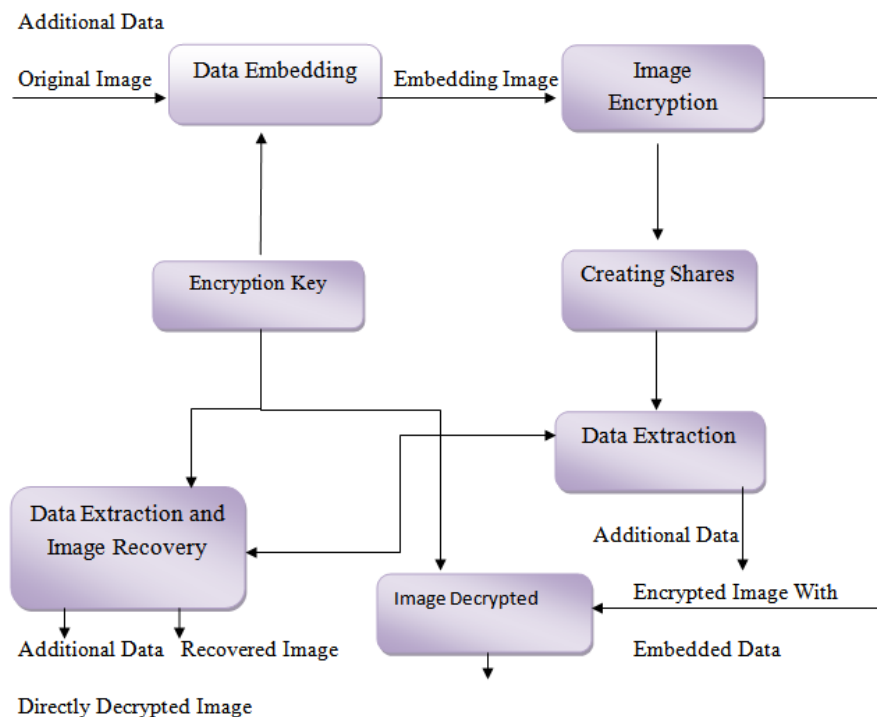 Additional Data
Original Image
Data Embedding
Embedding Image
Image
Encryption
Encryption Key
Creating Shares
Data Extraction
Data Extraction and
Image Recovery
Additional Data
Image Decrypted
Encrypted Image With
Embedded Data
Additional Data
Recovered Image
Directly Decrypted Image